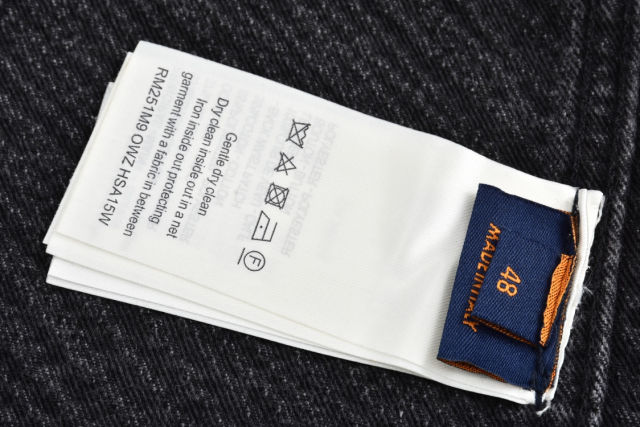 Gentle dry clean
Dry clean inside out in a net
Iron inside out protecting
garment with a fabric in between
RM251M9 OWZ HSA15W
F
MADE IN ITALY
48